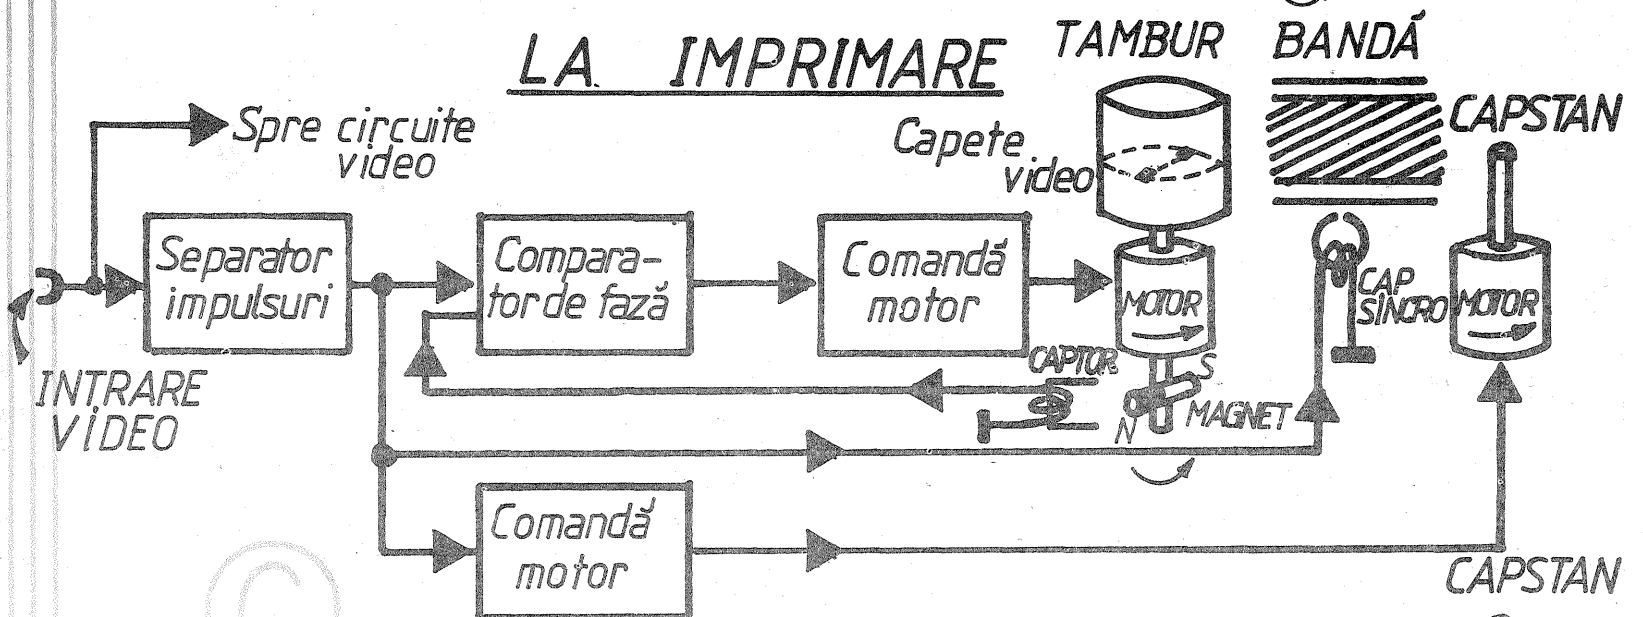 LA IMPRIMARE
TAMBUR
BANDĂ
CAPSTAN
Spre circuite
video
Capete
video
Separator
impulsuri
Compara-
tor de fază
Comandă
motor
MOTOR
CAP
SINCRO
MOTOR
INTRARE
VIDEO
CAPTOR
S
N
MAGNET
Comandă
motor
CAPSTAN